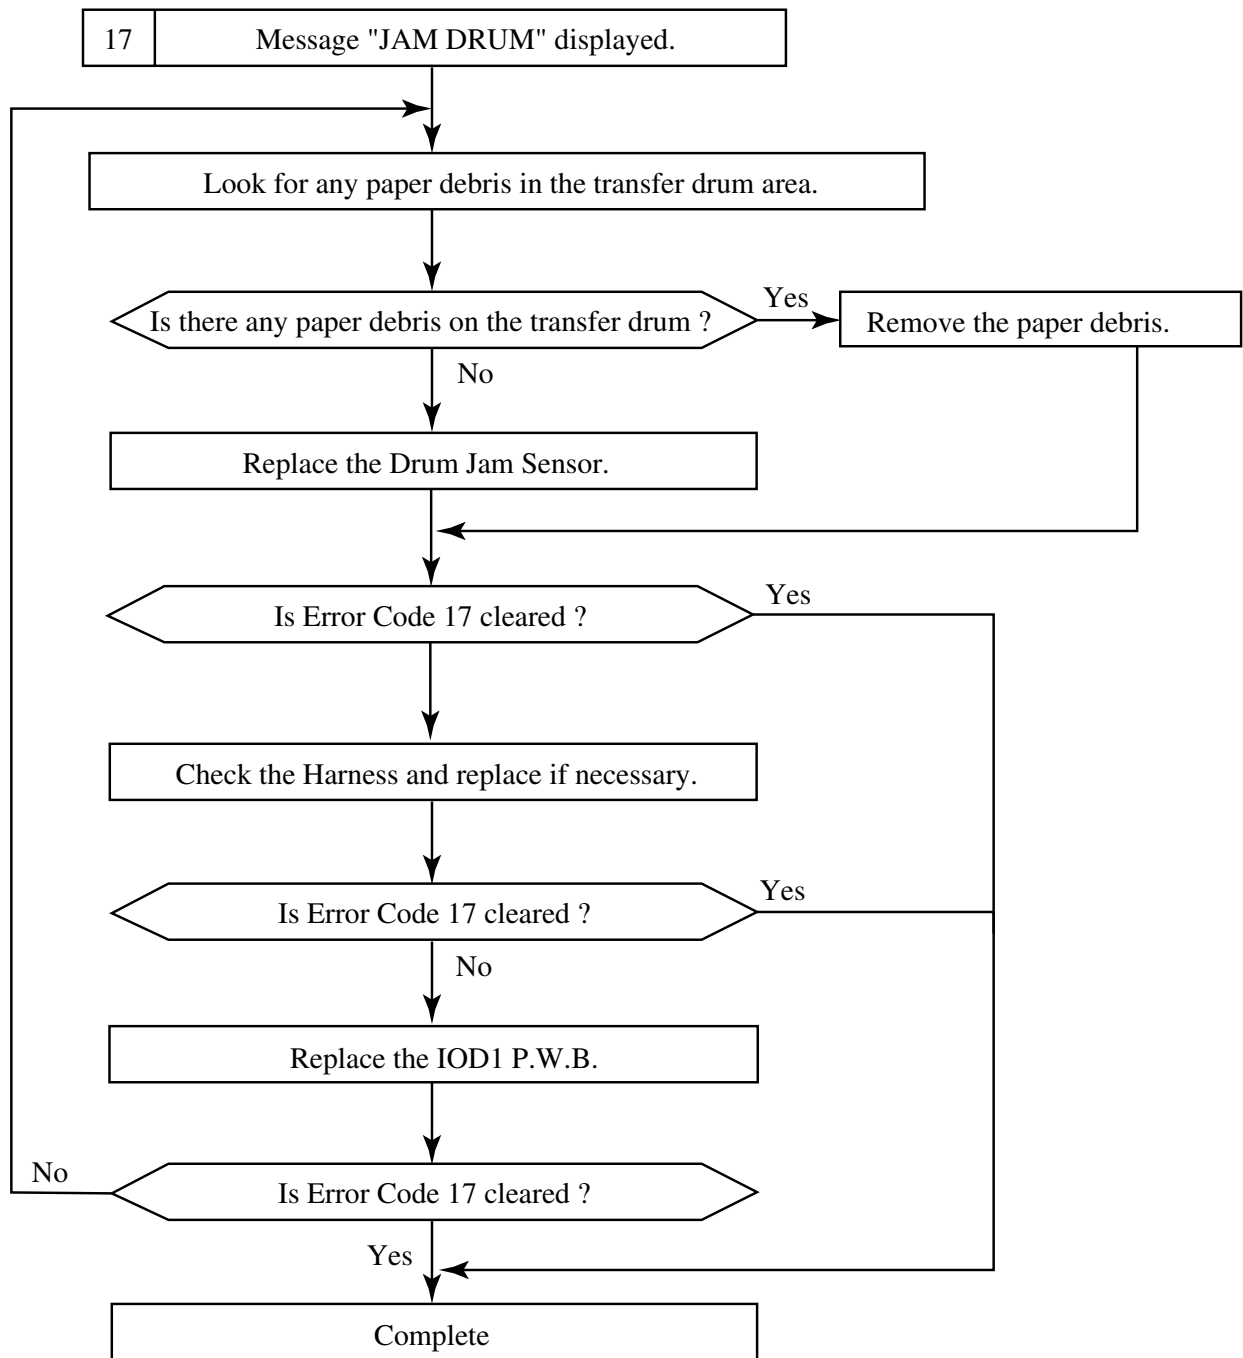 17 Message "JAM DRUM" displayed.
Look for any paper debris in the transfer drum area.
Is there any paper debris on the transfer drum ?
Yes
Remove the paper debris.
No
Replace the Drum Jam Sensor.
Is Error Code 17 cleared ?
Yes
Check the Harness and replace if necessary.
Is Error Code 17 cleared ?
Yes
No
Replace the IOD1 P.W.B.
Is Error Code 17 cleared ?
No
Yes
Complete